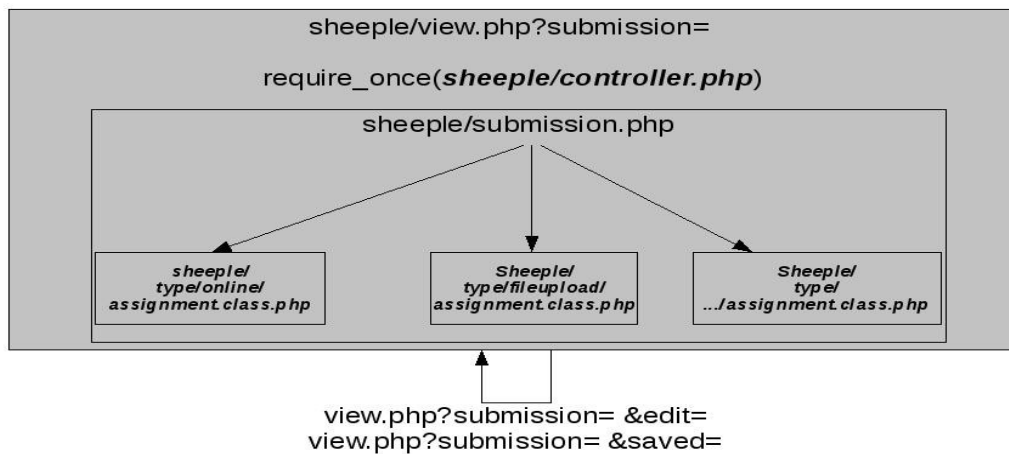 sheeple/view.php?submission=
require_once(sheeple/controller.php)
sheeple/submission.php
sheeple/
type/online/
assignment.class.php
Sheeple/
type/fileupload/
assignment.class.php
Sheeple/
type/
.../assignment.class.php
view.php?submission= &edit=
view.php?submission= &saved=